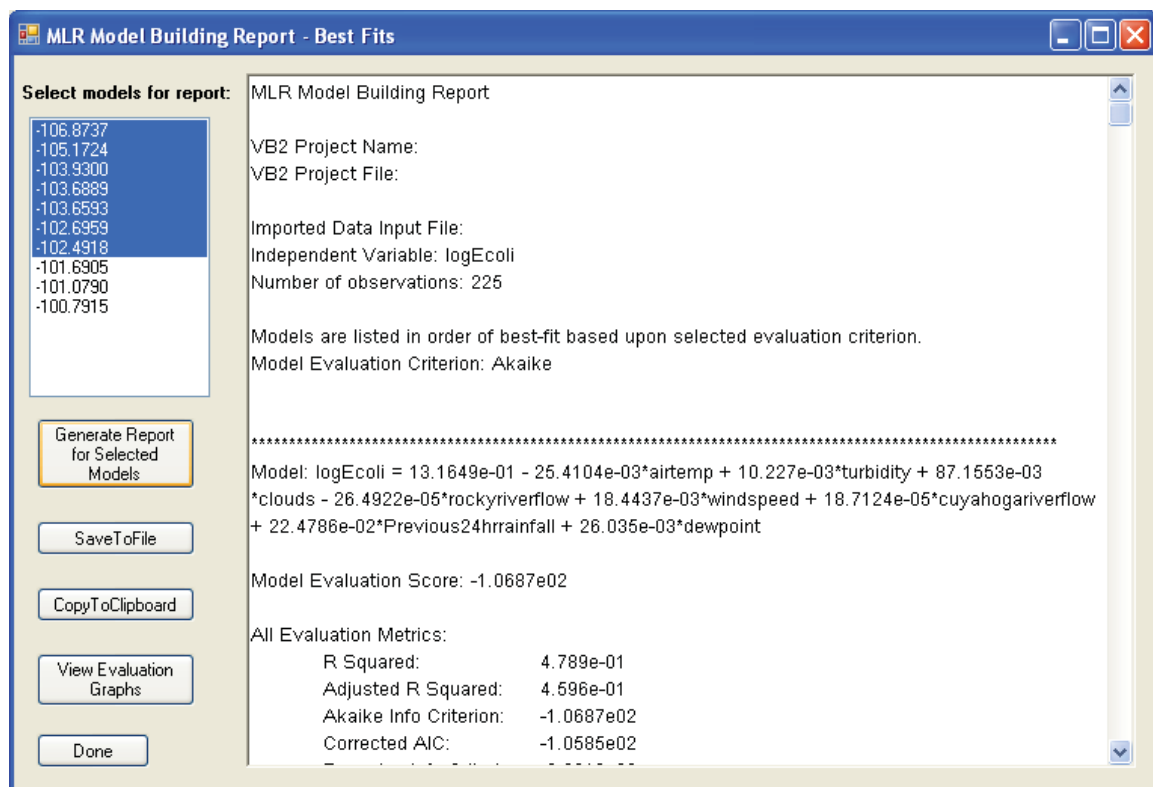 MLR Model Building Report - Best Fits
Select models for report:
-106.8737
-105.1724
-103.9300
-103.6889
-103.6593
-102.6959
-102.4918
-101.6905
-101.0790
-100.7915
Generate Report
for Selected
Models
SaveToFile
CopyToClipboard
View Evaluation
Graphs
Done
MLR Model Building Report
VB2 Project Name:
VB2 Project File:
Imported Data Input File:
Independent Variable: logEcoli
Number of observations: 225
Models are listed in order of best-fit based upon selected evaluation criterion.
Model Evaluation Criterion: Akaike
******************************************************************************************************************
Model: logEcoli = 13.1649e-01 - 25.4104e-03*airtemp + 10.227e-03*turbidity + 87.1553e-03
*clouds - 26.4922e-05*rockyriverflow + 18.4437e-03*windspeed + 18.7124e-05*cuyahogariverflow
+ 22.4786e-02*Previous24hrrainfall + 26.035e-03*dewpoint
Model Evaluation Score: -1.0687e02
All Evaluation Metrics:
R Squared: 4.789e-01
Adjusted R Squared: 4.596e-01
Akaike Info Criterion: -1.0687e02
Corrected AIC: -1.0585e02